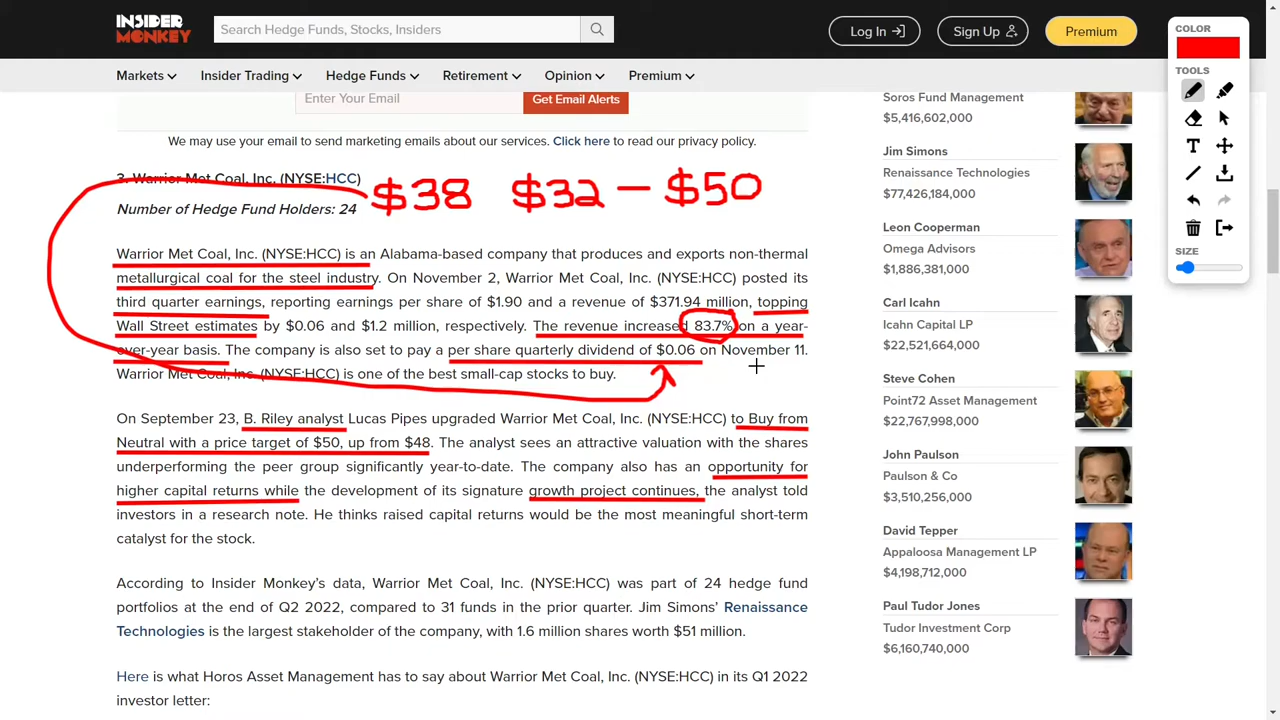 INSIDER
MONKEY
Search Hedge Funds, Stocks, Insiders
Log In
Sign Up
Premium
Markets
Insider Trading
Hedge Funds
Retirement
Opinion
Premium
Enter Your Email
Get Email Alerts
We may use your email to send marketing emails about our services. Click here to read our privacy policy.
3. Warrior Met Coal, Inc. (NYSE:HCC)
Number of Hedge Fund Holders: 24
$38 $32 – $50
Warrior Met Coal, Inc. (NYSE:HCC) is an Alabama-based company that produces and exports non-thermal
metallurgical coal for the steel industry. On November 2, Warrior Met Coal, Inc. (NYSE:HCC) posted its
third quarter earnings, reporting earnings per share of $1.90 and a revenue of $371.94 million, topping
Wall Street estimates by $0.06 and $1.2 million, respectively. The revenue increased 83.7% on a year-
over-year basis. The company is also set to pay a per share quarterly dividend of $0.06 on November 11.
Warrior Met Coal, Inc. (NYSE:HCC) is one of the best small-cap stocks to buy.
On September 23, B. Riley analyst Lucas Pipes upgraded Warrior Met Coal, Inc. (NYSE:HCC) to Buy from
Neutral with a price target of $50, up from $48. The analyst sees an attractive valuation with the shares
underperforming the peer group significantly year-to-date. The company also has an opportunity for
higher capital returns while the development of its signature growth project continues, the analyst told
investors in a research note. He thinks raised capital returns would be the most meaningful short-term
catalyst for the stock.
According to Insider Monkey's data, Warrior Met Coal, Inc. (NYSE:HCC) was part of 24 hedge fund
portfolios at the end of Q2 2022, compared to 31 funds in the prior quarter. Jim Simons' Renaissance
Technologies is the largest stakeholder of the company, with 1.6 million shares worth $51 million.
Here is what Horos Asset Management has to say about Warrior Met Coal, Inc. (NYSE:HCC) in its Q1 2022
investor letter:
Soros Fund Management
$5,416,602,000
Jim Simons
Renaissance Technologies
$77,426,184,000
Leon Cooperman
Omega Advisors
$1,886,381,000
Carl Icahn
Icahn Capital LP
$22,521,664,000
Steve Cohen
Point72 Asset Management
$22,767,998,000
John Paulson
Paulson & Co
$3,510,256,000
David Tepper
Appaloosa Management LP
$4,198,712,000
Paul Tudor Jones
Tudor Investment Corp
$6,160,740,000
COLOR
TOOLS
T
SIZE